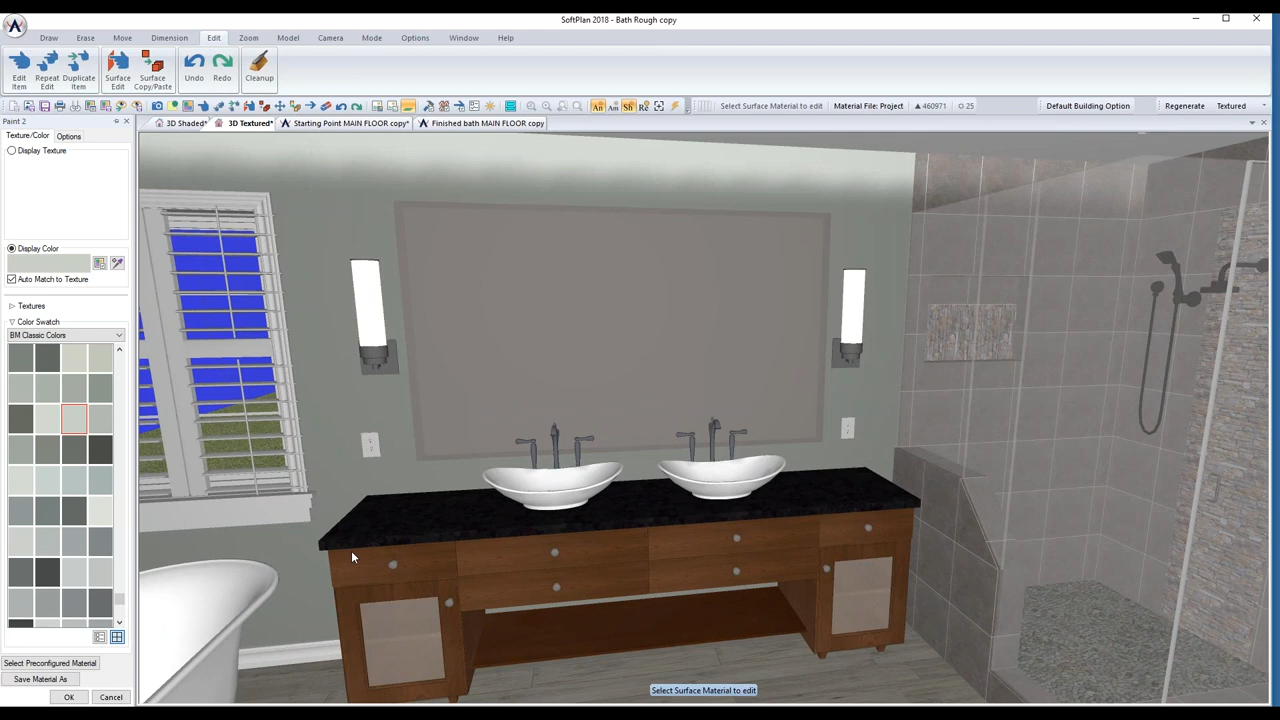 SoftPlan 2018 - Bath Rough copy
Draw Erase Move Dimension Edit Zoom Model Camera Mode Options Window Help
Edit Item
Repeat Edit
Duplicate Item
Surface Edit
Surface Copy/Paste
Undo
Redo
Cleanup
An Am Sh Re
Select Surface Material to edit
Material File: Project
460971
25
Default Building Option
Regenerate
Textured
Paint 2
3D Shaded*
3D Textured*
Starting Point MAIN FLOOR copy*
Finished bath MAIN FLOOR copy
Texture/Color
Options
Display Texture
Display Color
Auto Match to Texture
Textures
Color Swatch
BM Classic Colors
Select Preconfigured Material
Save Material As
OK
Cancel
Select Surface Material to edit